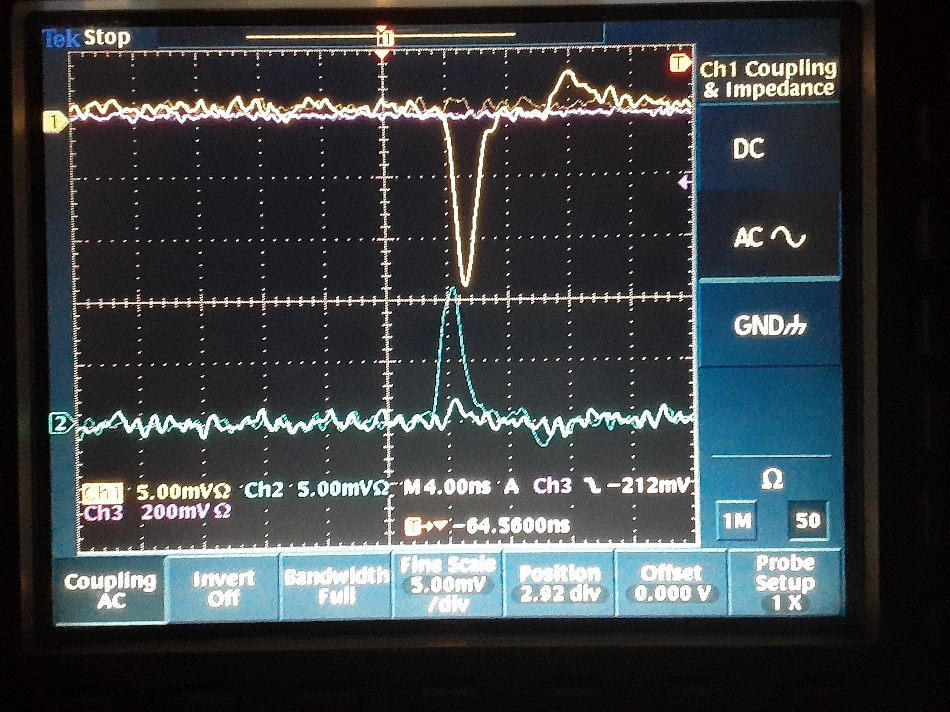 Tek Stop
T
T
Ch1 Coupling
& Impedance
1
DC
AC
GND
2
Ch1 5.00mVΩ Ch2 5.00mVΩ M 4.00ns A Ch3 -212mV
Ch3 200mV Ω
T→▼ -64.5600ns
Ω
1M 50
Coupling
AC
Invert
Off
Bandwidth
Full
Fine Scale
5.00mV
/div
Position
2.92 div
Offset
0.000 V
Probe
Setup
1 X